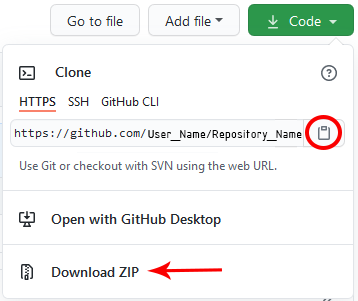 Go to file Add file Code
Clone
HTTPS SSH GitHub CLI
https://github.com/User_Name/Repository_Name
Use Git or checkout with SVN using the web URL.
Open with GitHub Desktop
Download ZIP